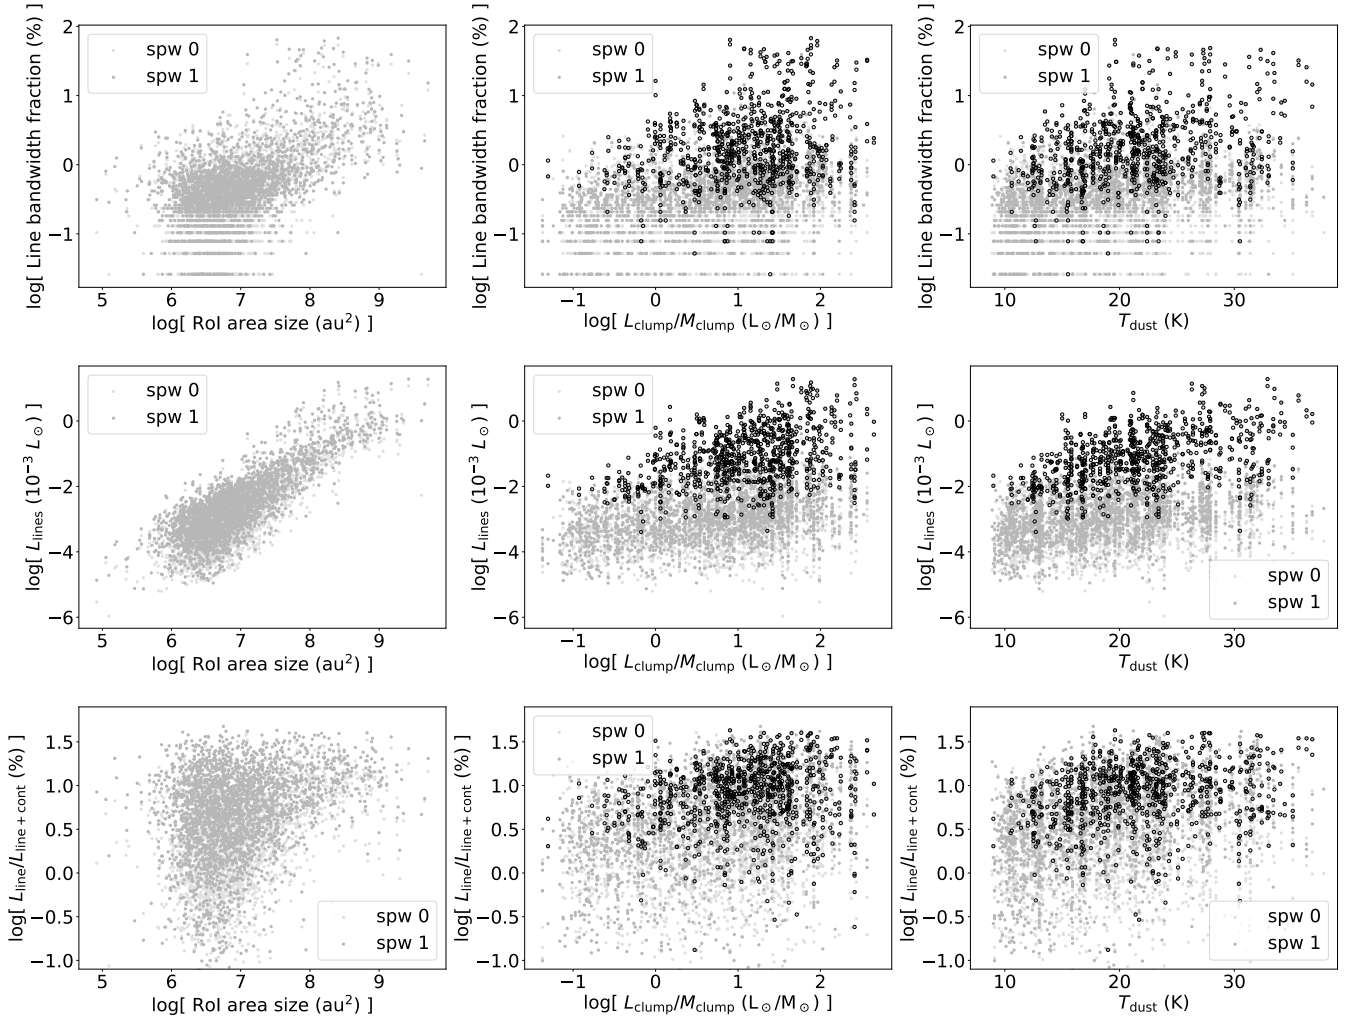 log[ Line bandwidth fraction (%) ]
2
1
0
−1
spw 0
spw 1
5 6 7 8 9
log[ RoI area size (au²) ]
log[ Line bandwidth fraction (%) ]
2
1
0
−1
spw 0
spw 1
−1 0 1 2
log[ L_clump/M_clump (L⊙/M⊙) ]
log[ Line bandwidth fraction (%) ]
2
1
0
−1
spw 0
spw 1
10 20 30
T_dust (K)
log[ L_lines (10⁻³ L⊙) ]
0
−2
−4
−6
spw 0
spw 1
5 6 7 8 9
log[ RoI area size (au²) ]
log[ L_lines (10⁻³ L⊙) ]
0
−2
−4
−6
spw 0
spw 1
−1 0 1 2
log[ L_clump/M_clump (L⊙/M⊙) ]
log[ L_lines (10⁻³ L⊙) ]
0
−2
−4
−6
spw 0
spw 1
10 20 30
T_dust (K)
log[ L_line/L_line+cont (%) ]
1.5
1.0
0.5
0.0
−0.5
−1.0
spw 0
spw 1
5 6 7 8 9
log[ RoI area size (au²) ]
log[ L_line/L_line+cont (%) ]
1.5
1.0
0.5
0.0
−0.5
−1.0
spw 0
spw 1
−1 0 1 2
log[ L_clump/M_clump (L⊙/M⊙) ]
log[ L_line/L_line+cont (%) ]
1.5
1.0
0.5
0.0
−0.5
−1.0
spw 0
spw 1
10 20 30
T_dust (K)